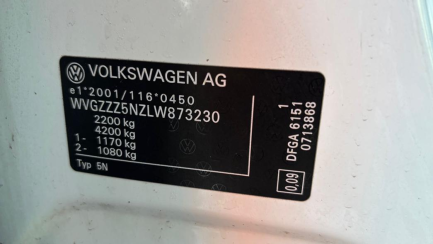 VOLKSWAGEN AG
e1*2001/116*0450
WVGZZZ5NZLW873230
2200 kg
4200 kg
1- 1170 kg
2- 1080 kg
Typ 5N
1
DFGA 6151
0713868
0.09